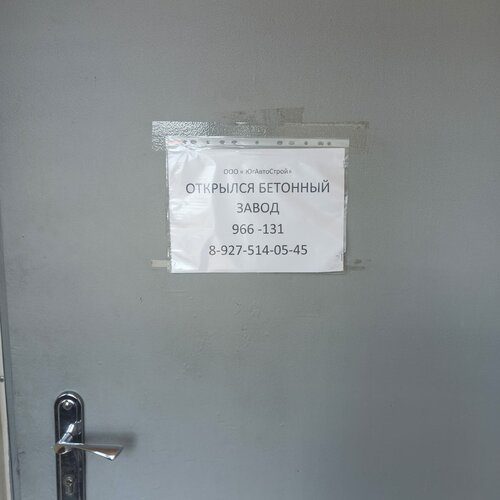 ООО « ЮгАвтоСтрой»
ОТКРЫЛСЯ БЕТОННЫЙ
ЗАВОД
966 -131
8-927-514-05-45